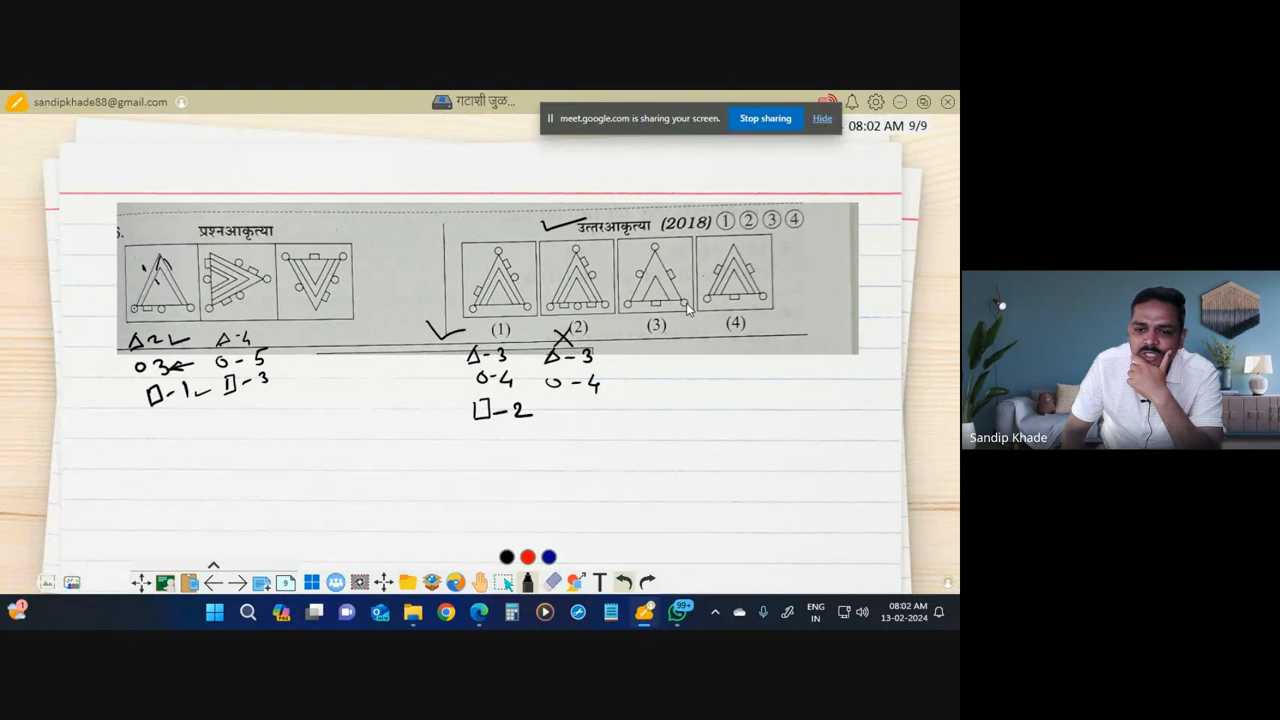 sandipkhade88@gmail.com
गटाशी जुळ...
meet.google.com is sharing your screen.
Stop sharing
Hide
08:02 AM 9/9
प्रश्नआकृत्या
उत्तरआकृत्या (2018) ① ② ③ ④
(1) (2) (3) (4)
△-4 △-3 △-3
○-5 ○-4 ○-4
□-1 □-3 □-2
Sandip Khade
99+
ENG
IN
08:02 AM
13-02-2024